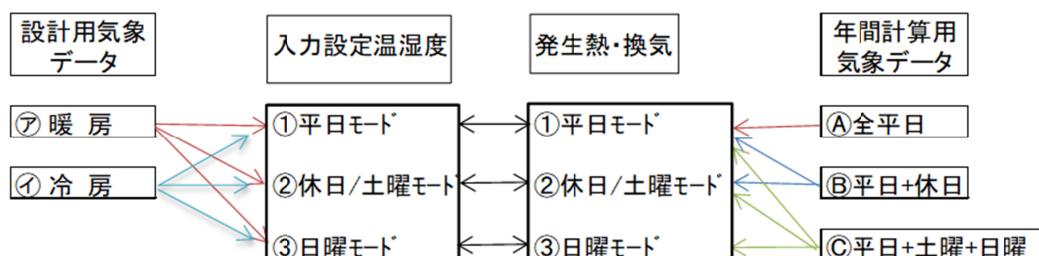 設計用気象
データ
入力設定温湿度
発生熱・換気
年間計算用
気象データ
㋐ 暖 房
㋑ 冷 房
①平日モード
②休日/土曜モード
③日曜モード
①平日モード
②休日/土曜モード
③日曜モード
Ⓐ全平日
Ⓑ平日+休日
Ⓒ平日+土曜+日曜